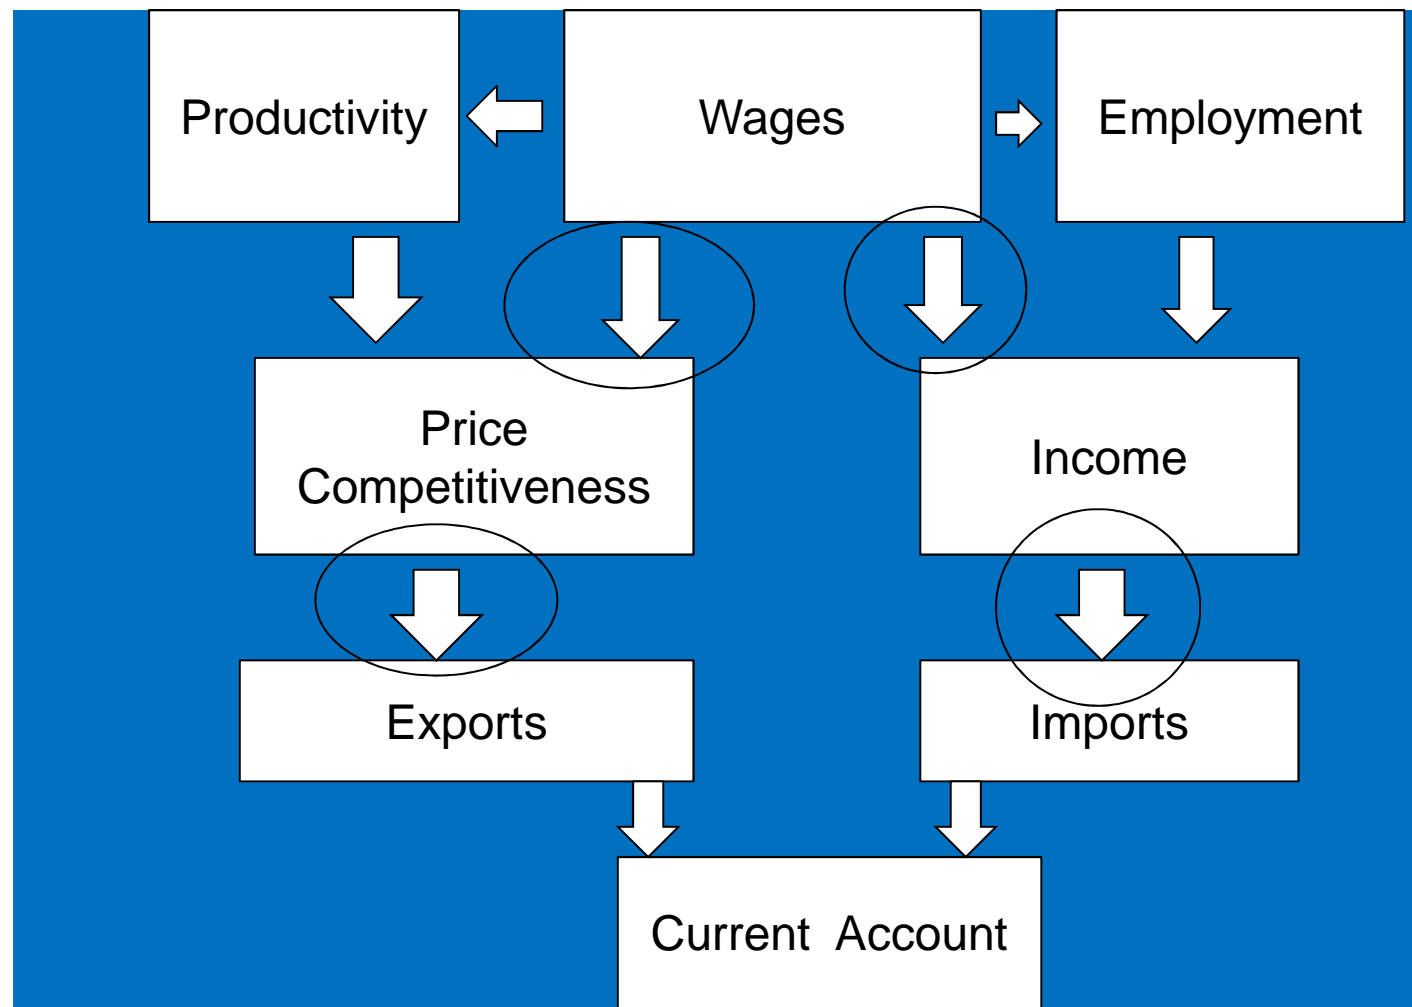 Productivity
Wages
Employment
Price
Competitiveness
Income
Exports
Imports
Current Account